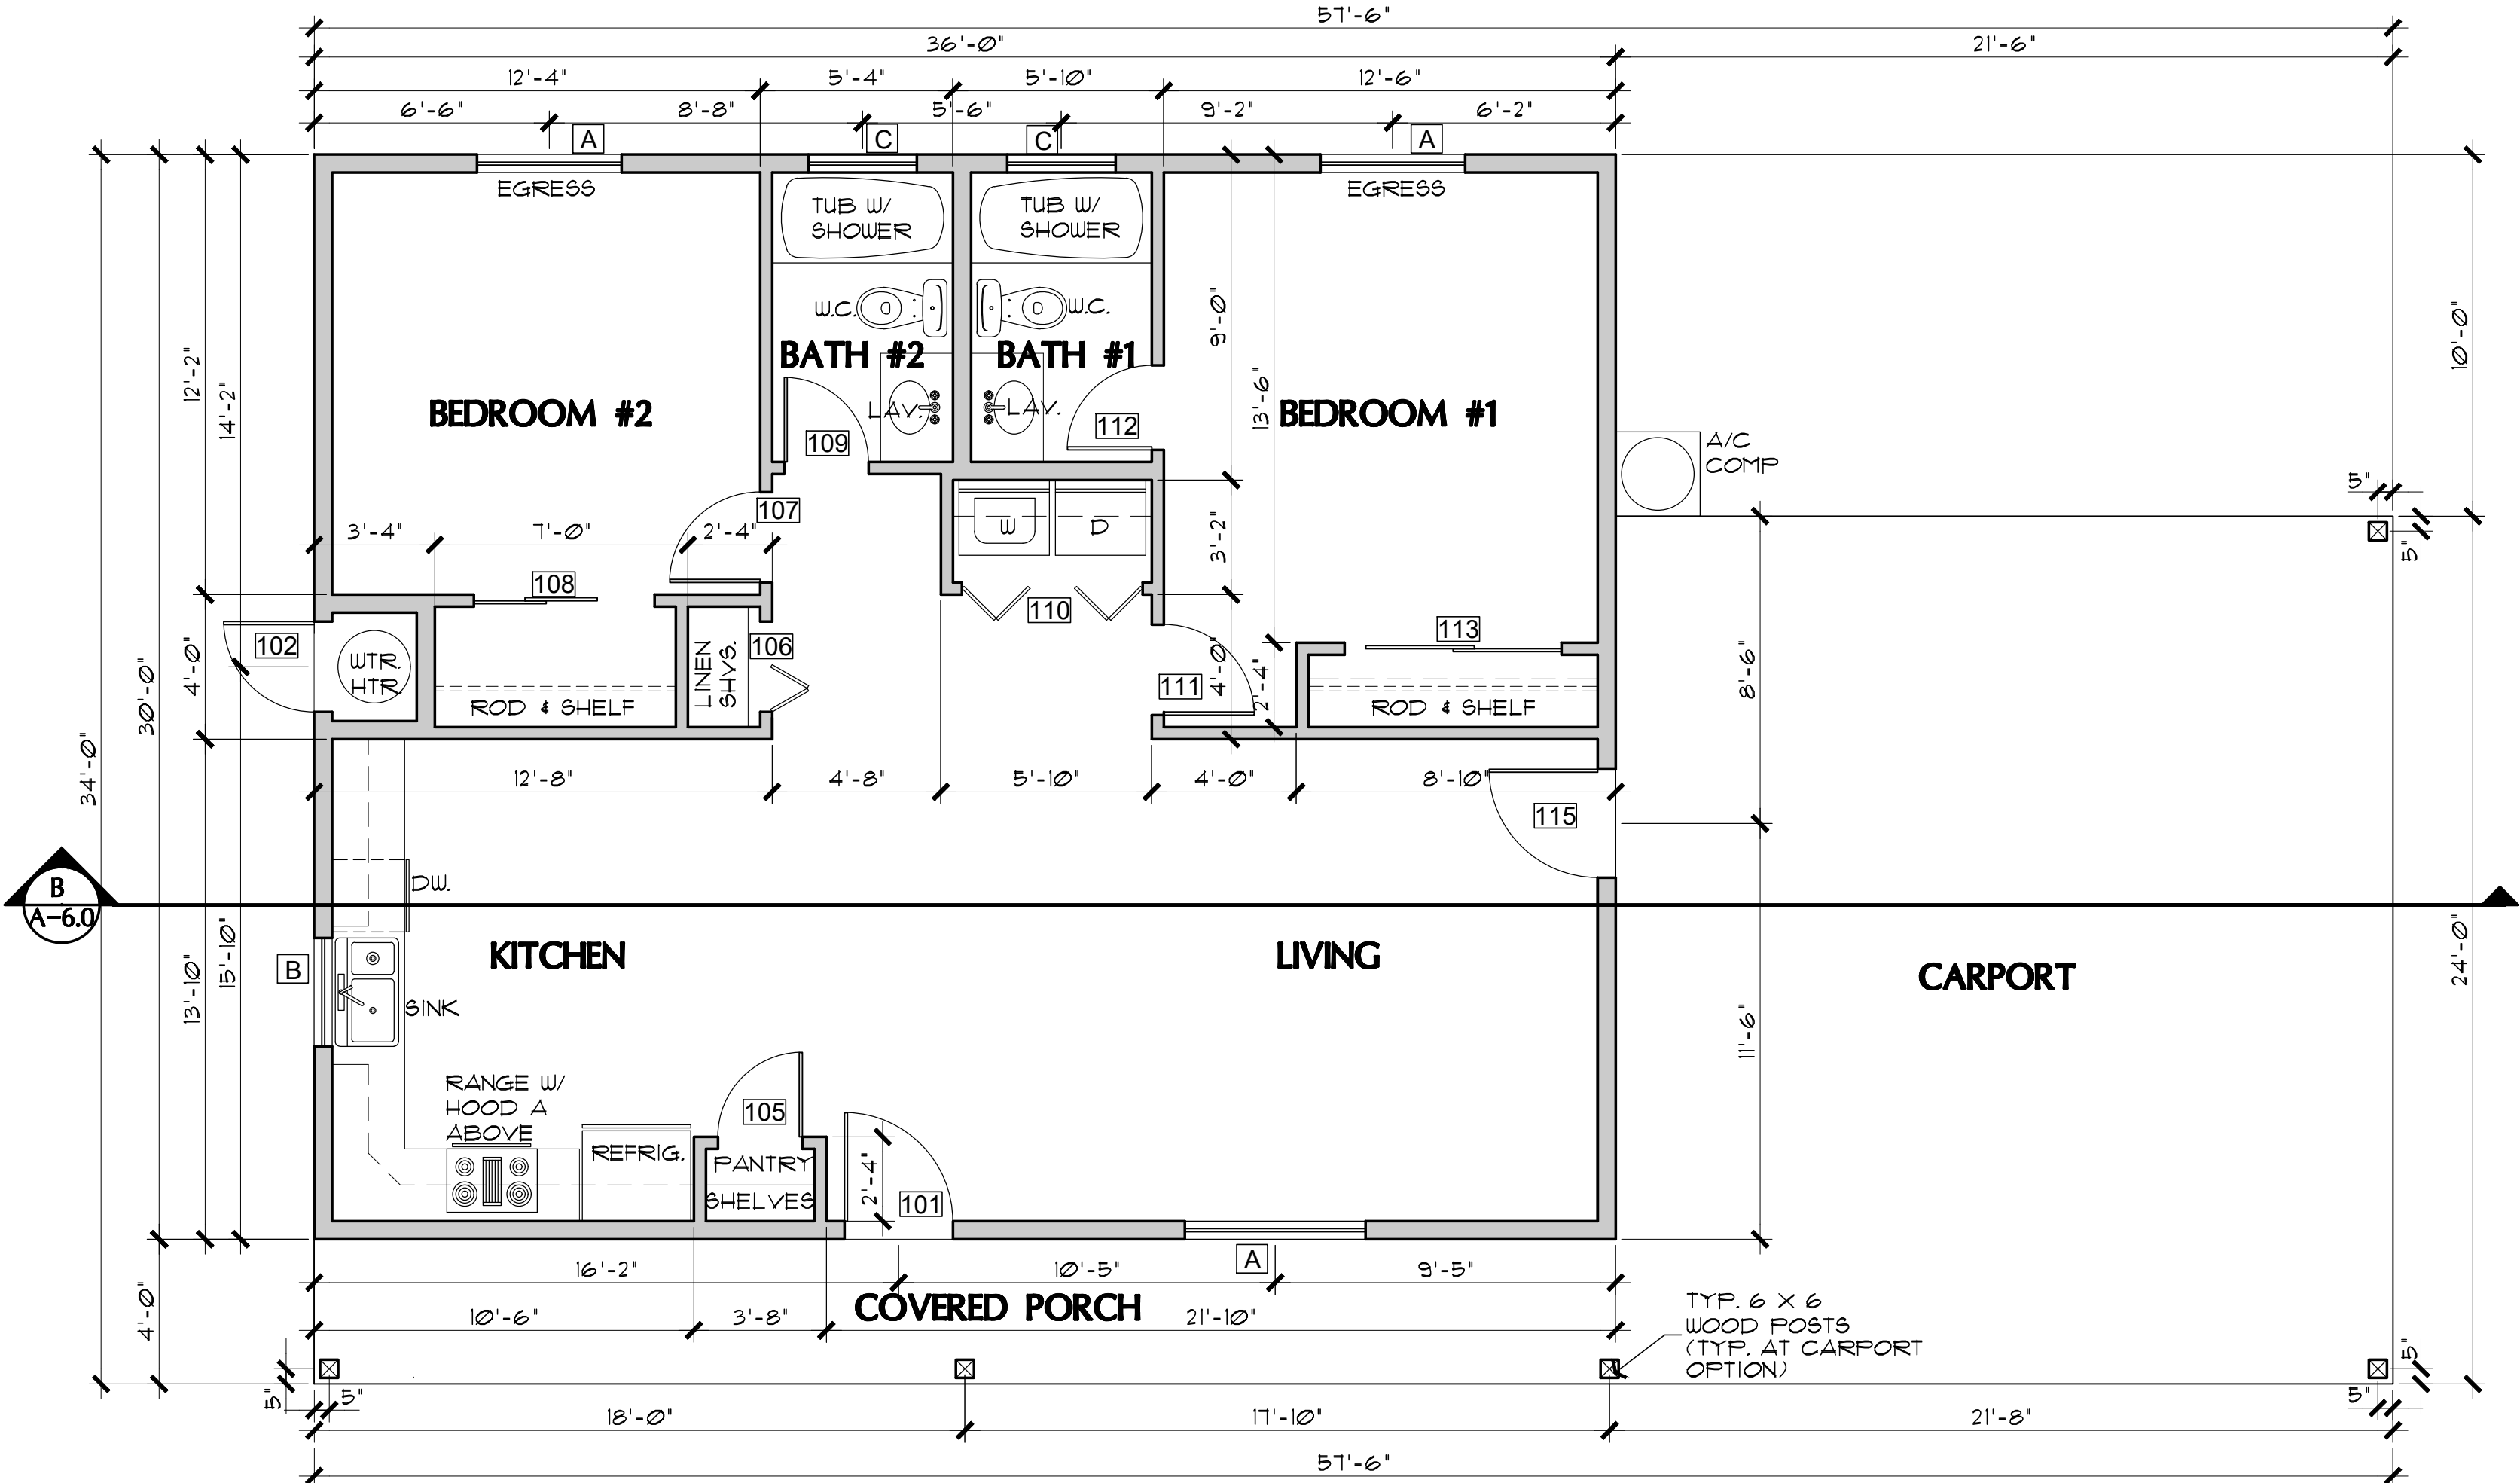 57'-6"
36'-0" 21'-6"
12'-4" 5'-4" 5'-10" 12'-6"
6'-6" 8'-8" 5'-6" 9'-2" 6'-2"
A C C A
EGRESS EGRESS
TUB W/
SHOWER
TUB W/
SHOWER
W.C. W.C.
BATH #2 BATH #1
9'-0"
10'-0"
12'-2"
14'-2"
13'-6"
BEDROOM #2 LAV. LAV. BEDROOM #1
109 112
A/C
COMP
5"
5"
107
3'-4" 7'-0" 2'-4"
W D
3'-2"
108 110
102 106 113
WTR.
HTR.
LINEN
SHVS.
4'-0"
30'-0"
111
4'-0"
2'-4"
8'-6"
ROD & SHELF ROD & SHELF
34'-0"
12'-8" 4'-8" 5'-10" 4'-0" 8'-10"
115
B
A-6.0
DW.
KITCHEN LIVING CARPORT
B
13'-10"
15'-10"
24'-0"
SINK
11'-6"
RANGE W/
HOOD A
ABOVE
105
REFRIG.
PANTRY
SHELVES
2'-4"
101
A
16'-2" 10'-5" 9'-5"
COVERED PORCH
10'-6" 3'-8" 21'-10"
4'-0"
TYP. 6 X 6
WOOD POSTS
(TYP. AT CARPORT
OPTION)
5"
5"
5"
5"
18'-0" 17'-10" 21'-8"
57'-6"